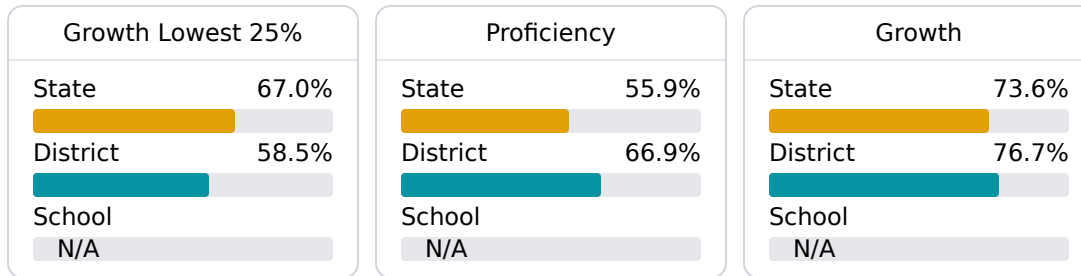 Growth Lowest 25%
State 67.0%
District 58.5%
School
N/A
Proficiency
State 55.9%
District 66.9%
School
N/A
Growth
State 73.6%
District 76.7%
School
N/A